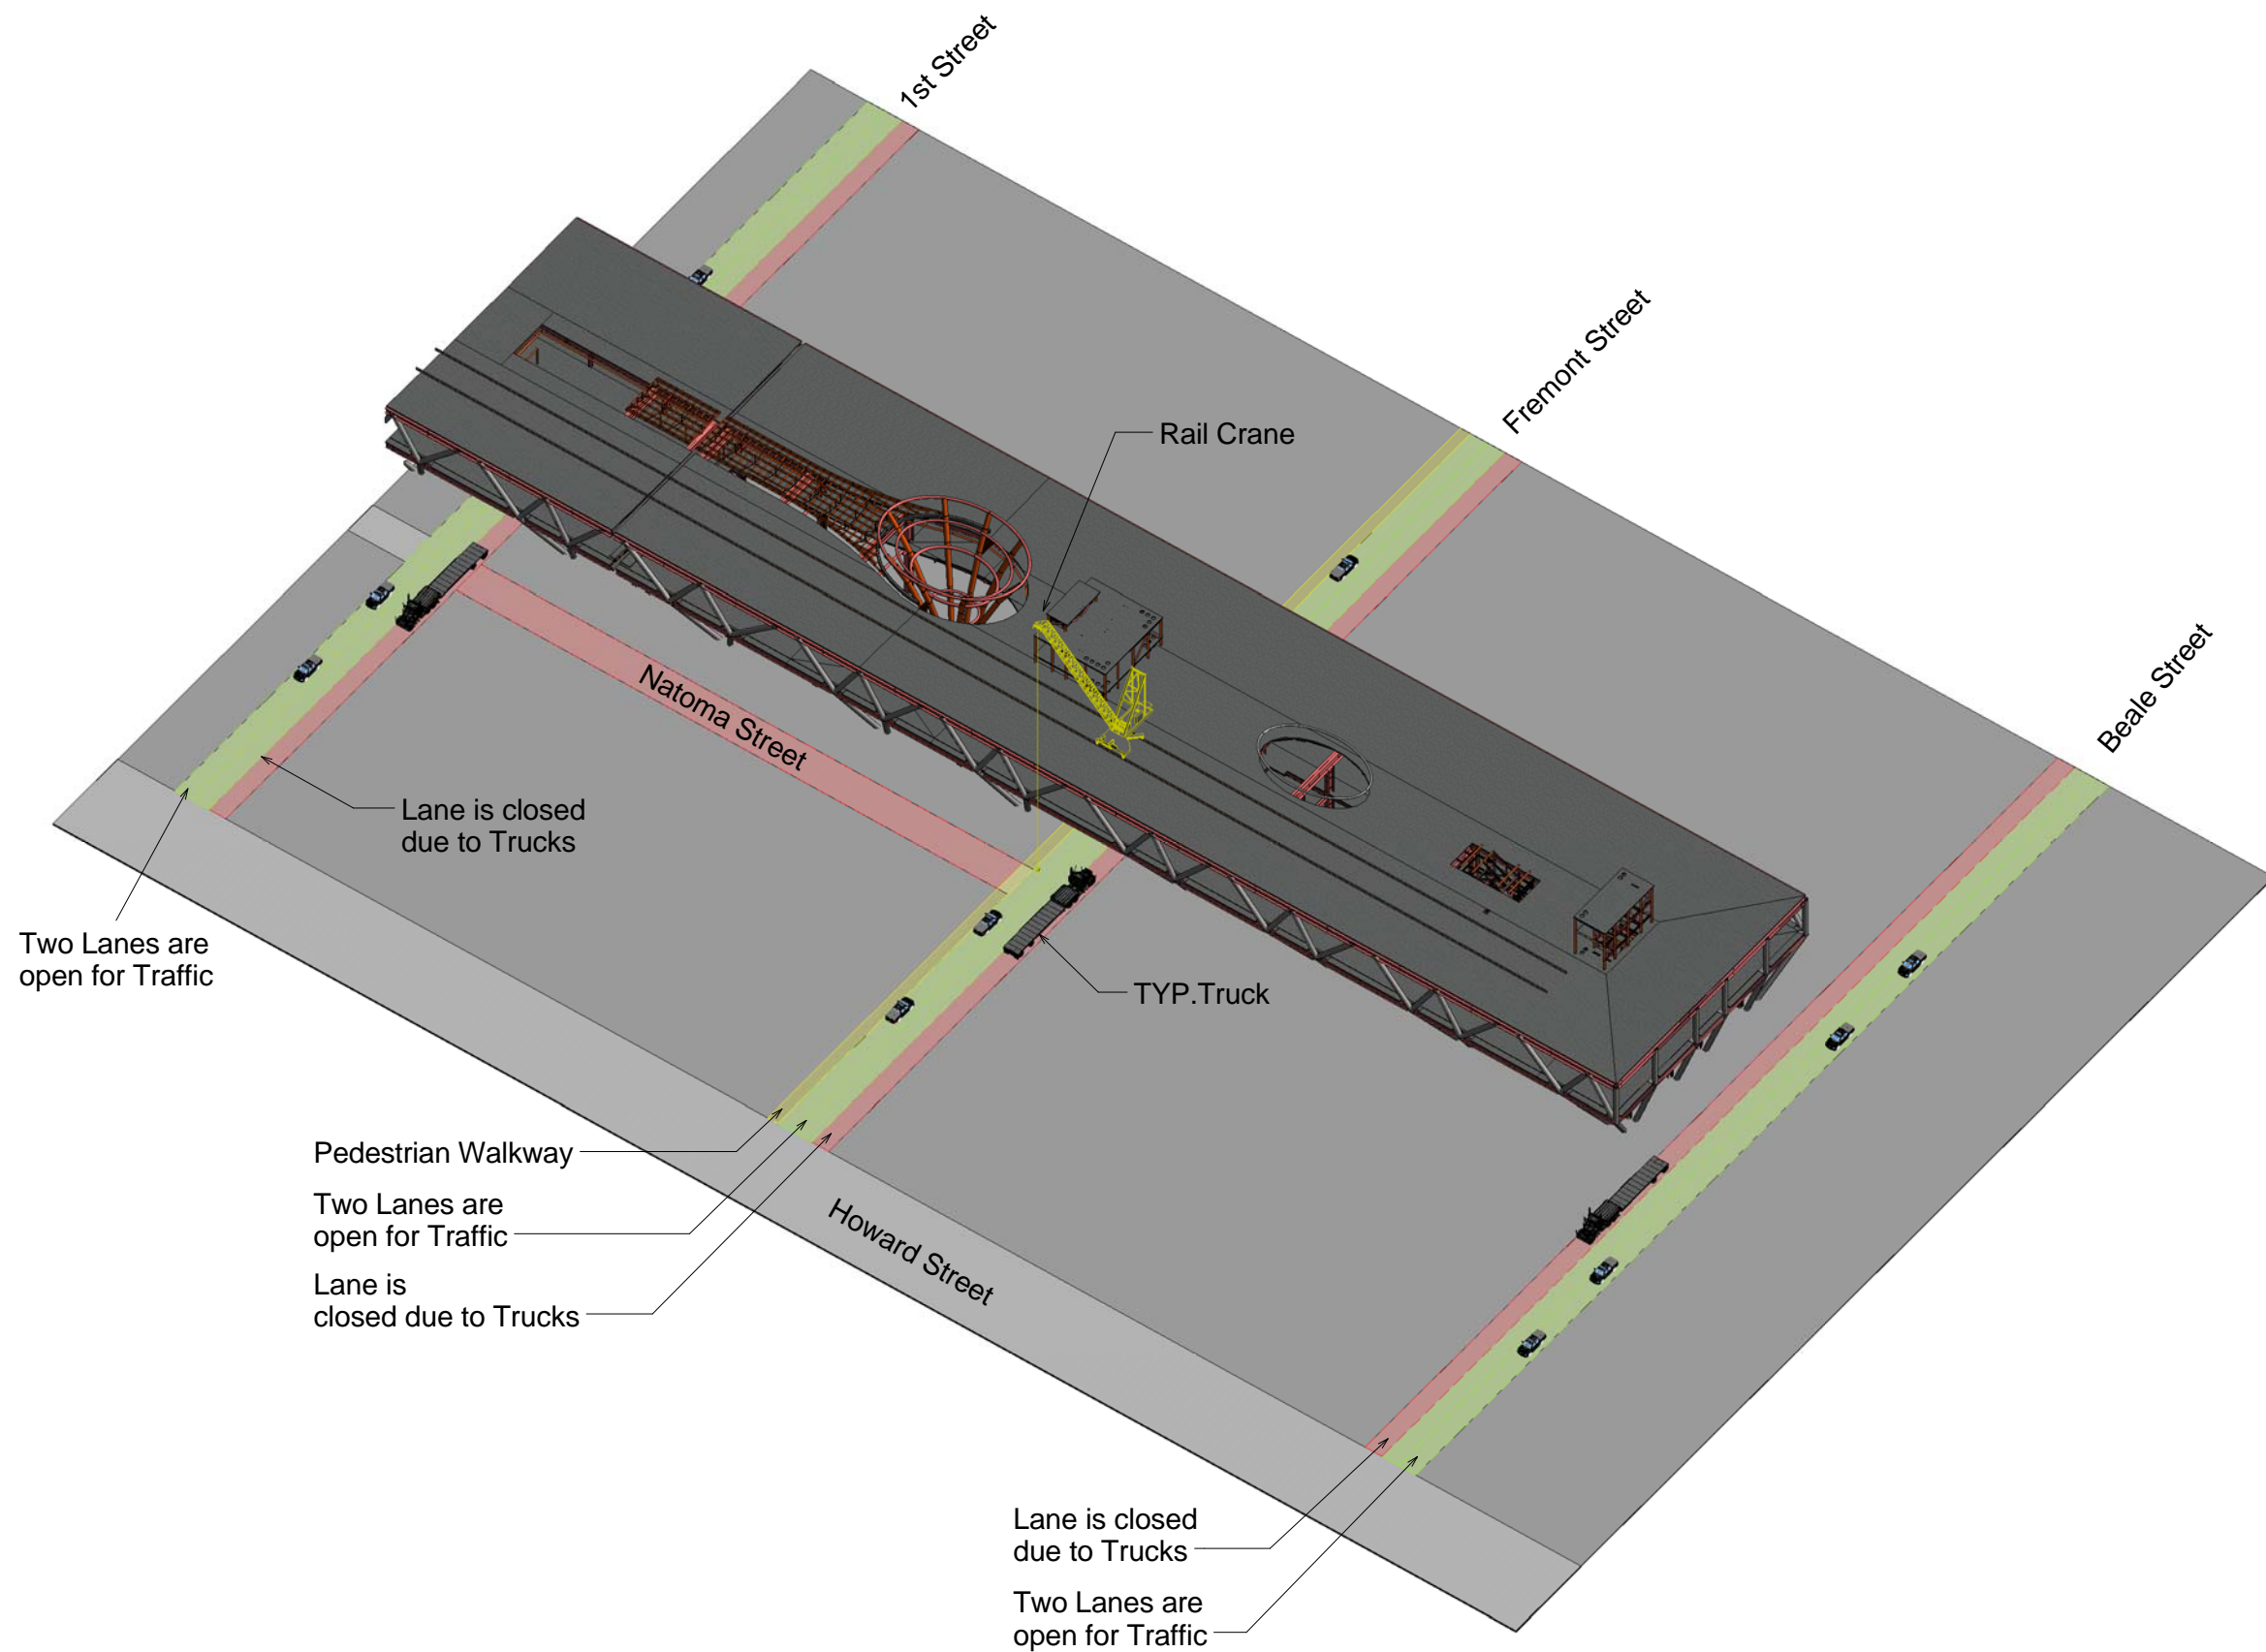 1st Street
Fremont Street
Rail Crane
Beale Street
Natoma Street
Lane is closed
due to Trucks
Two Lanes are
open for Traffic
TYP.Truck
Pedestrian Walkway
Two Lanes are
open for Traffic
Lane is
closed due to Trucks
Howard Street
Lane is closed
due to Trucks
Two Lanes are
open for Traffic